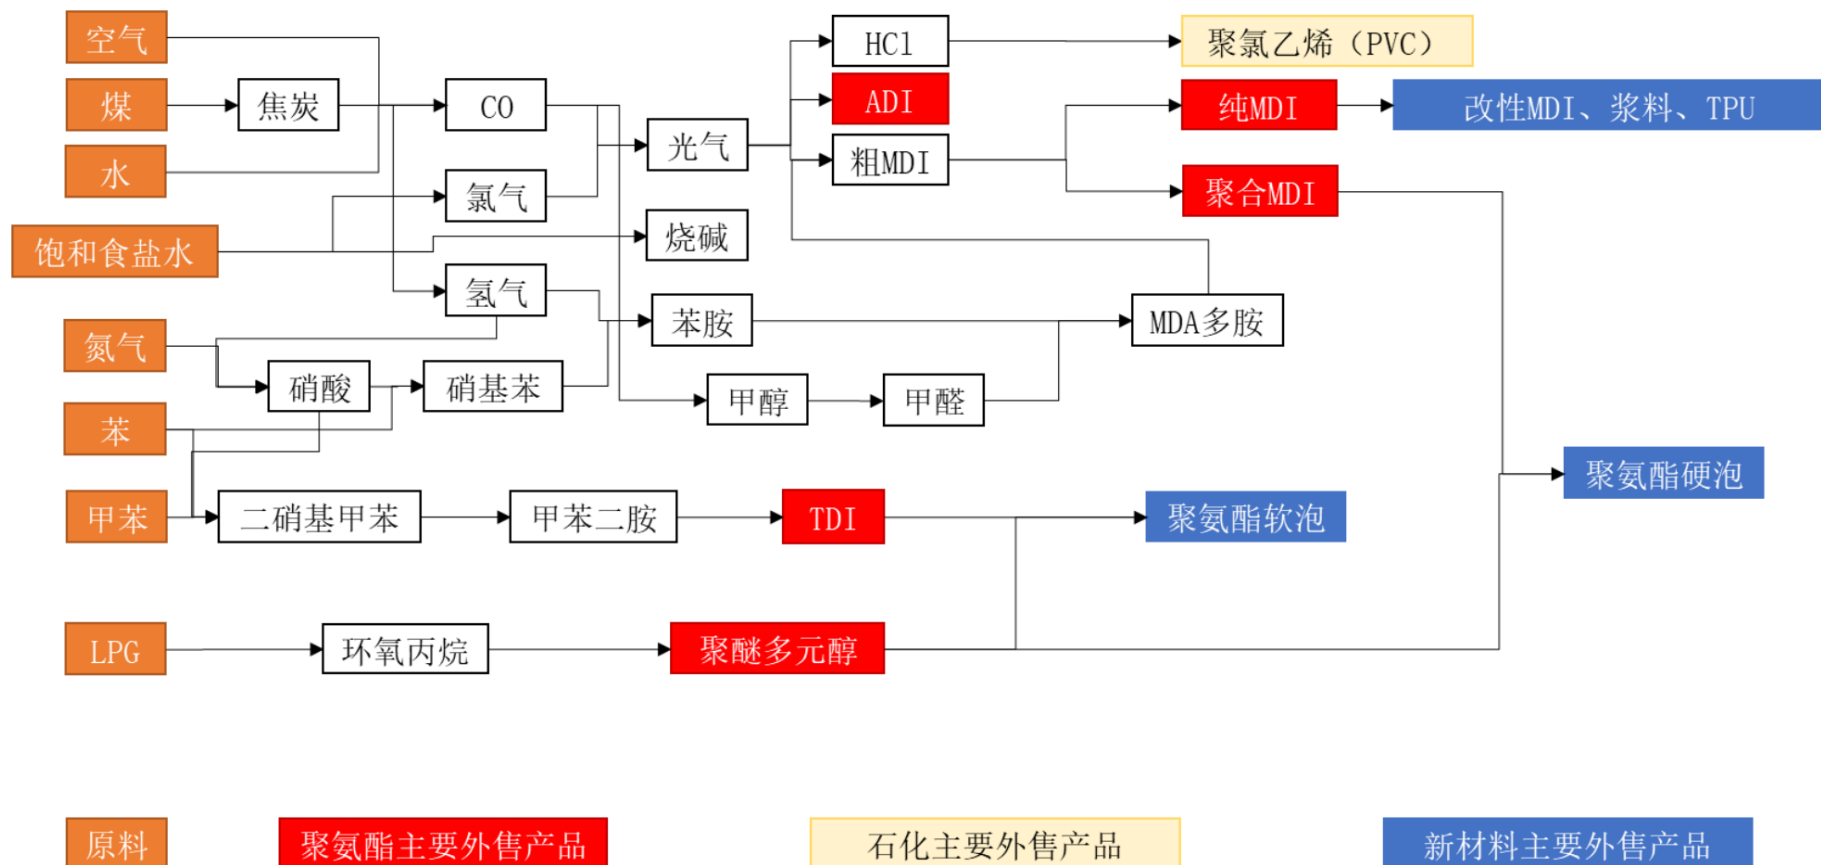 空气
HCl
聚氯乙烯（PVC）
煤
焦炭
CO
ADI
纯MDI
改性MDI、浆料、TPU
水
光气
粗MDI
氯气
聚合MDI
饱和食盐水
烧碱
氢气
氮气
苯胺
MDA多胺
硝酸
硝基苯
甲醇
甲醛
苯
聚氨酯硬泡
甲苯
二硝基甲苯
甲苯二胺
TDI
聚氨酯软泡
LPG
环氧丙烷
聚醚多元醇
原料
聚氨酯主要外售产品
石化主要外售产品
新材料主要外售产品